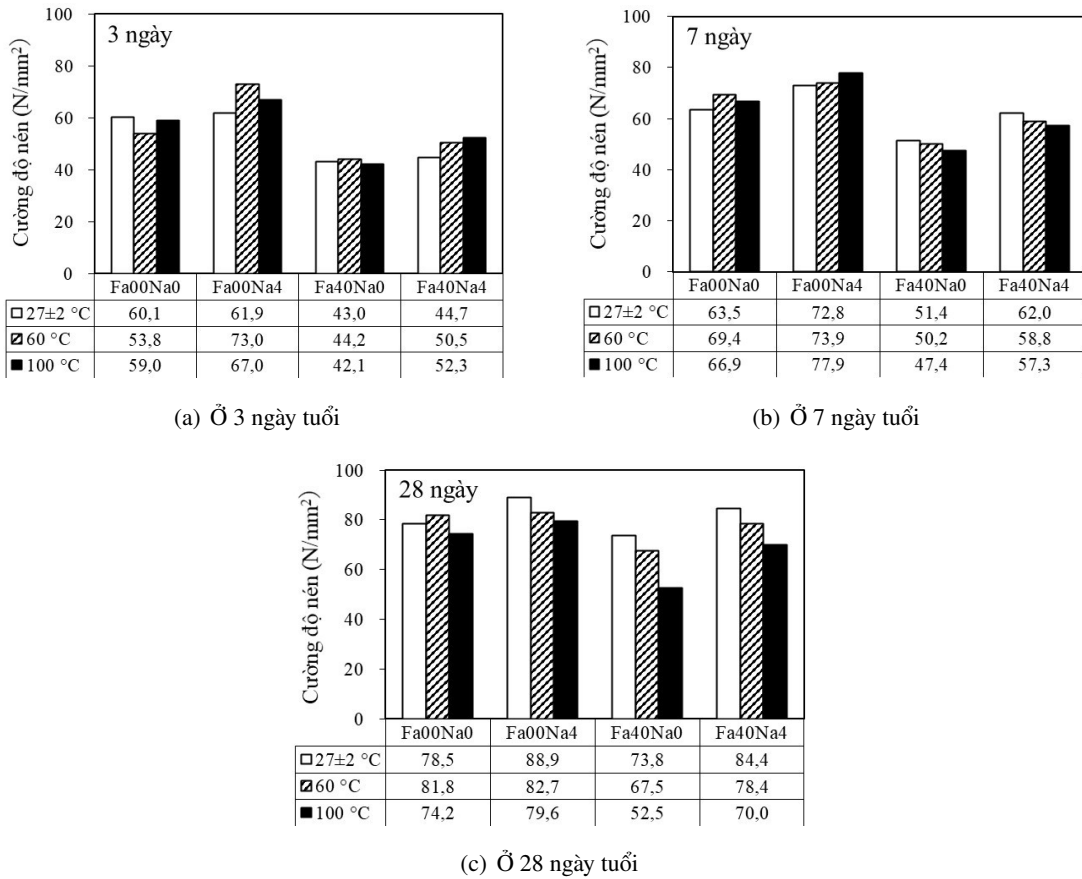 100
80
60
40
20
0
Cường độ nén (N/mm²)
3 ngày
Fa00Na0 Fa00Na4 Fa40Na0 Fa40Na4
27±2 °C 60,1 61,9 43,0 44,7
60 °C 53,8 73,0 44,2 50,5
100 °C 59,0 67,0 42,1 52,3
(a) Ở 3 ngày tuổi
100
80
60
40
20
0
Cường độ nén (N/mm²)
7 ngày
Fa00Na0 Fa00Na4 Fa40Na0 Fa40Na4
27±2 °C 63,5 72,8 51,4 62,0
60 °C 69,4 73,9 50,2 58,8
100 °C 66,9 77,9 47,4 57,3
(b) Ở 7 ngày tuổi
100
80
60
40
20
0
Cường độ nén (N/mm²)
28 ngày
Fa00Na0 Fa00Na4 Fa40Na0 Fa40Na4
27±2 °C 78,5 88,9 73,8 84,4
60 °C 81,8 82,7 67,5 78,4
100 °C 74,2 79,6 52,5 70,0
(c) Ở 28 ngày tuổi